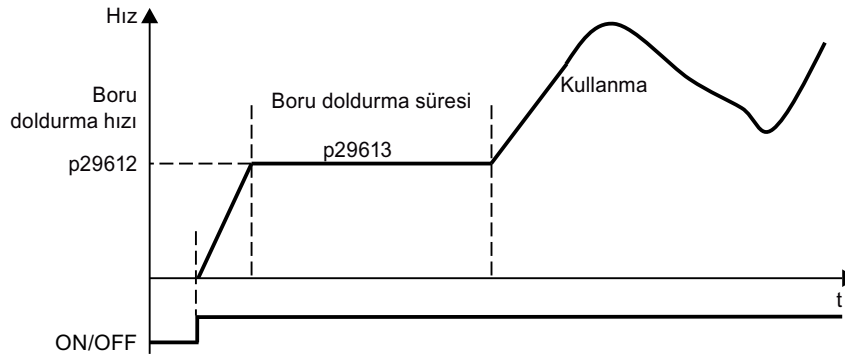 Hız
Boru
doldurma hızı
Boru doldurma süresi
Kullanma
p29612
p29613
t
ON/OFF